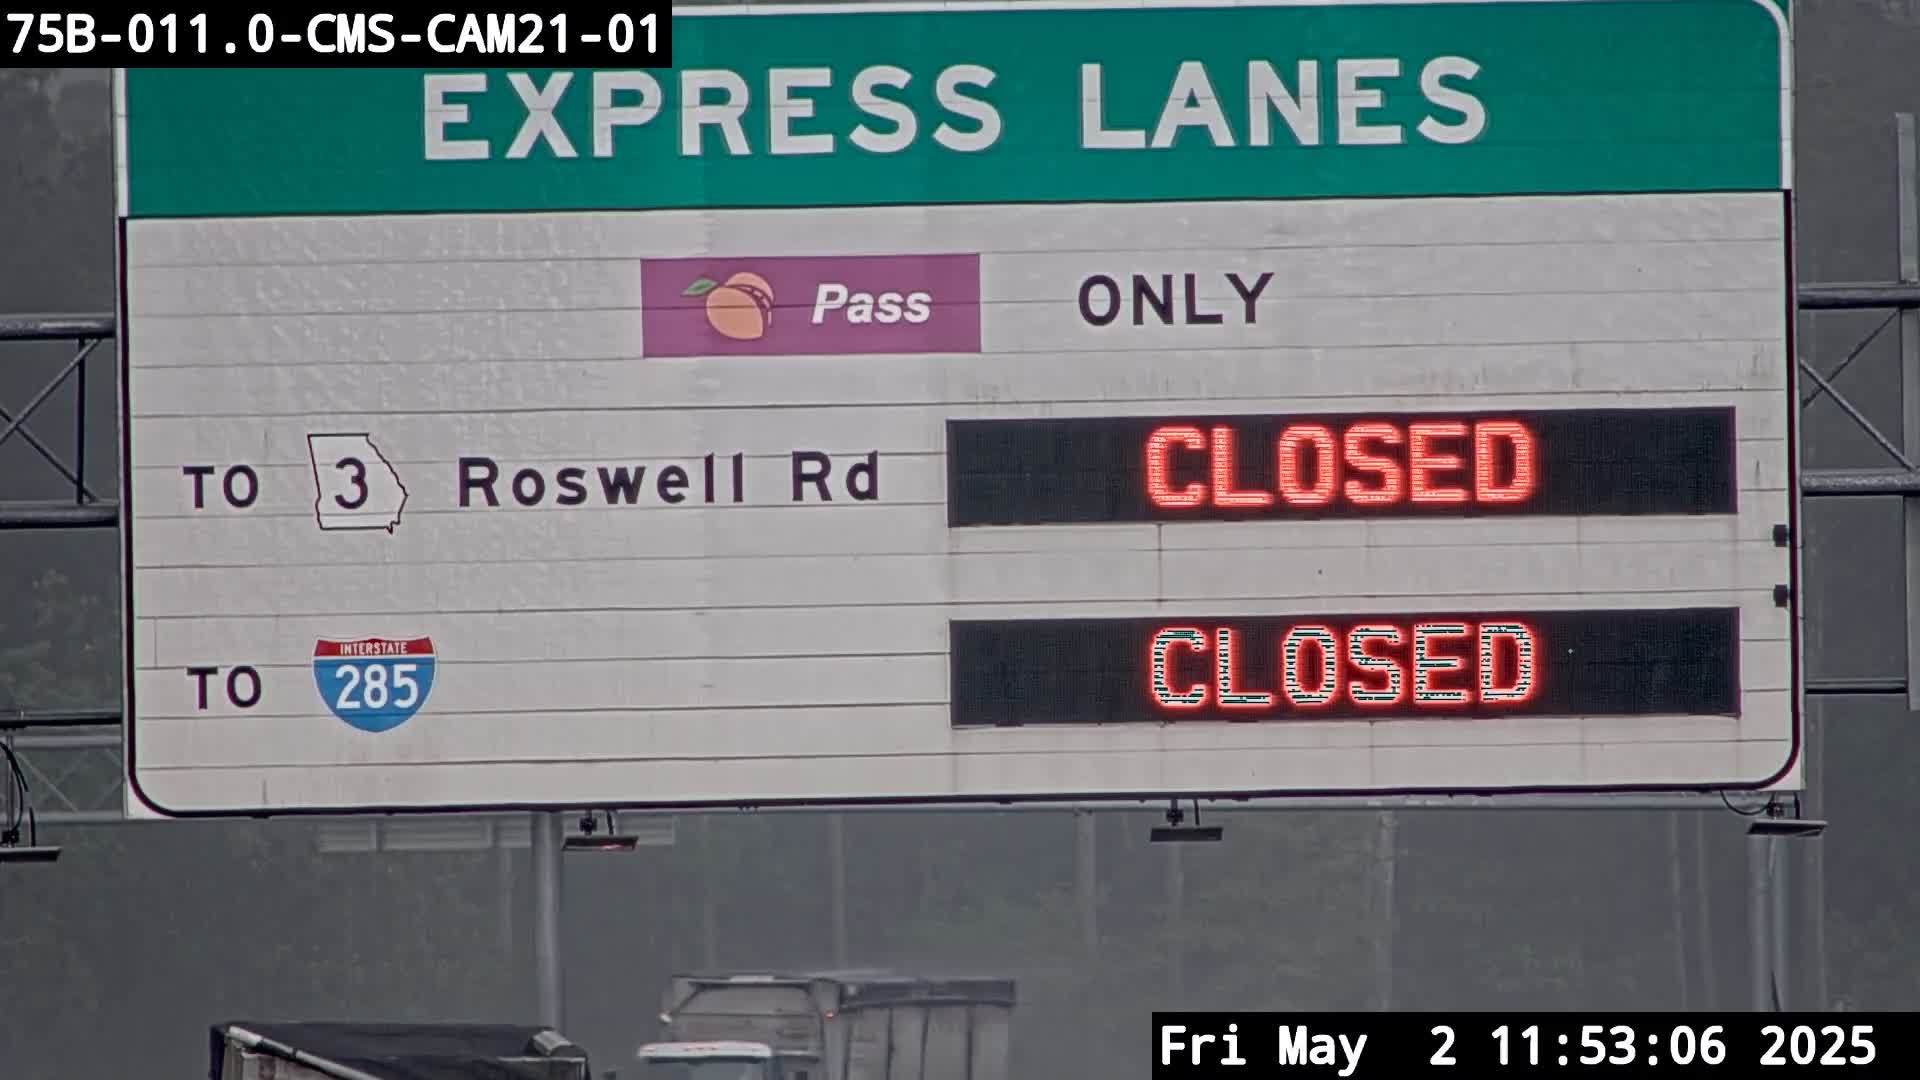 75B-011.0-CMS-CAM21-01
EXPRESS LANES
Pass ONLY
TO 3 Roswell Rd CLOSED
INTERSTATE
TO 285 CLOSED
Fri May 2 11:53:06 2025